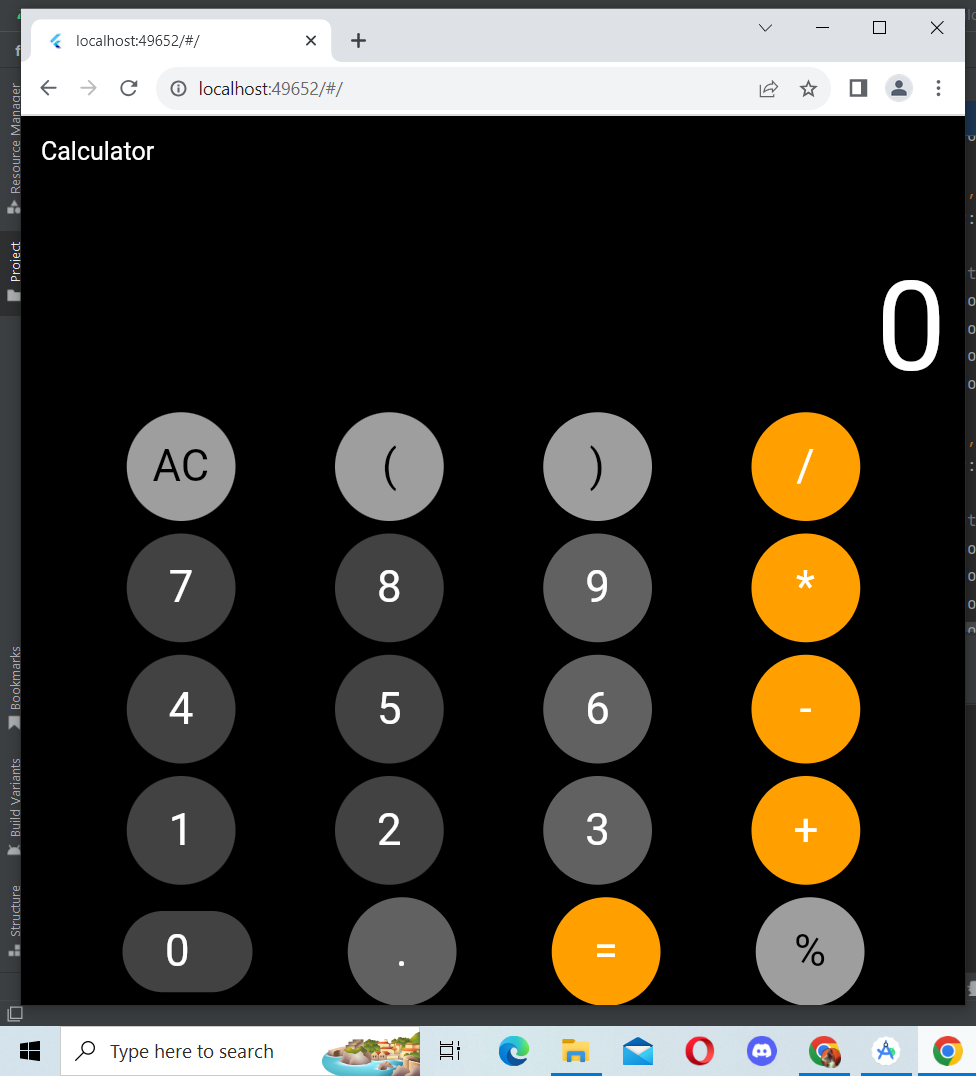 localhost:49652/#/
localhost:49652/#/
Calculator
0
AC ( ) /
7 8 9 *
4 5 6 -
1 2 3 +
0 . = %
Resource Manager
Project
Bookmarks
Build Variants
Structure
Type here to search